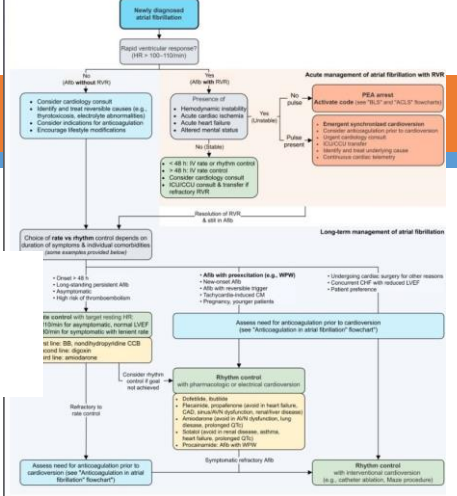 Newly diagnosed
atrial fibrillation
Rapid ventricular response?
(HR > 100–110/min)
No
(Afib without RVR)
Yes
(Afib with RVR)
Acute management of atrial fibrillation with RVR
• Consider cardiology consult
• Identify and treat reversible causes (e.g.,
thyrotoxicosis, electrolyte abnormalities)
• Consider indications for anticoagulation
• Encourage lifestyle modifications
Presence of
• Hemodynamic instability
• Acute cardiac ischemia
• Acute heart failure
• Altered mental status
Yes
(Unstable)
No
pulse
Pulse
present
PEA arrest
Activate code (see "BLS" and "ACLS" flowcharts)
Emergent synchronized cardioversion
• Consider anticoagulation prior to cardioversion
• Urgent cardiology consult
• ICU/CCU transfer
• Identify and treat underlying cause
• Continuous cardiac telemetry
No (Stable)
• < 48 h: IV rate or rhythm control
• > 48 h: IV rate control
• Consider cardiology consult
• ICU/CCU consult & transfer if
refractory RVR
Resolution of RVR
& still in Afib
Choice of rate vs rhythm control depends on
duration of symptoms & individual comorbidities
(some examples provided below)
Long-term management of atrial fibrillation
• Onset > 48 h
• Long-standing persistent Afib
• Asymptomatic
• High risk of thromboembolism
• Afib with preexcitation (e.g., WPW)
• New-onset Afib
• Afib with reversible trigger
• Tachycardia-induced CM
• Pregnancy, younger patients
• Undergoing cardiac surgery for other reasons
• Concurrent CHF with reduced LVEF
• Patient preference
control with target resting HR:
/min for asymptomatic, normal LVEF
/min for symptomatic with lenient rate
line: BB, nondihydropyridine CCB
line: digoxin
line: amiodarone
Assess need for anticoagulation prior to cardioversion
(see "Anticoagulation in atrial fibrillation" flowchart")
Consider rhythm
control if goal
not achieved
Rhythm control
with pharmacologic or electrical cardioversion
• Dofetilide, ibutilide
• Flecainide, propafenone (avoid in heart failure,
CAD, sinus/AVN dysfunction, renal/liver disease)
• Amiodarone (avoid in AVN dysfunction, lung
disease, prolonged QTc)
• Sotalol (avoid in renal disease, asthma,
heart failure, prolonged QTc)
• Procainamide: Afib with WPW
Refractory to
rate control
Symptomatic refractory Afib
Assess need for anticoagulation prior to
cardioversion (see "Anticoagulation in atrial
fibrillation" flowchart")
Rhythm control
with interventional cardioversion
(e.g., catheter ablation, Maze procedure)